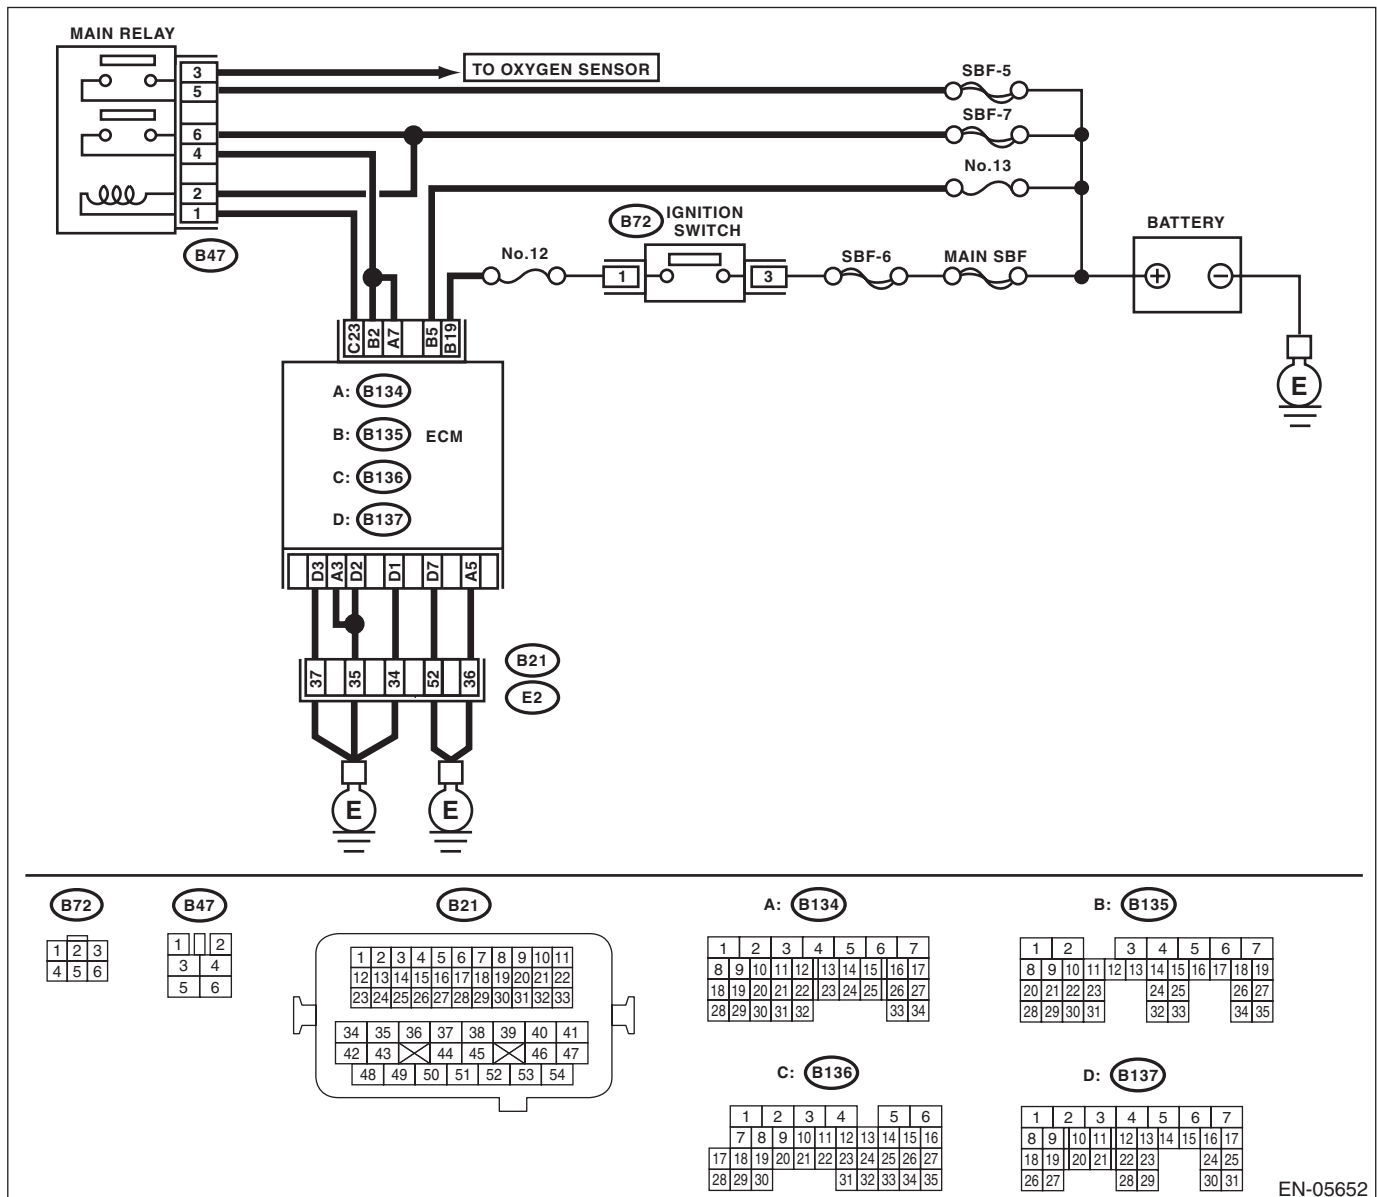 MAIN RELAY
3
TO OXYGEN SENSOR
5
SBF-5
6
SBF-7
4
2
No.13
1
B47
B72
IGNITION
SWITCH
BATTERY
No.12
1
3
SBF-6
MAIN SBF
+
−
E
C23 B2 A7 B5 B19
A: B134
B: B135
ECM
C: B136
D: B137
D3 A3 D2 D1 D7 A5
37 35 34 52 36
B21
E2
E E
B72
1 2 3
4 5 6
B47
1 2
3 4
5 6
B21
1 2 3 4 5 6 7 8 9 10 11
12 13 14 15 16 17 18 19 20 21 22
23 24 25 26 27 28 29 30 31 32 33
34 35 36 37 38 39 40 41
42 43 44 45 46 47
48 49 50 51 52 53 54
A: B134
1 2 3 4 5 6 7
8 9 10 11 12 13 14 15 16 17
18 19 20 21 22 23 24 25 26 27
28 29 30 31 32 33 34
B: B135
1 2 3 4 5 6 7
8 9 10 11 12 13 14 15 16 17 18 19
20 21 22 23 24 25 26 27
28 29 30 31 32 33 34 35
C: B136
1 2 3 4 5 6
7 8 9 10 11 12 13 14 15 16
17 18 19 20 21 22 23 24 25 26 27
28 29 30 31 32 33 34 35
D: B137
1 2 3 4 5 6 7
8 9 10 11 12 13 14 15 16 17
18 19 20 21 22 23 24 25
26 27 28 29 30 31
EN-05652